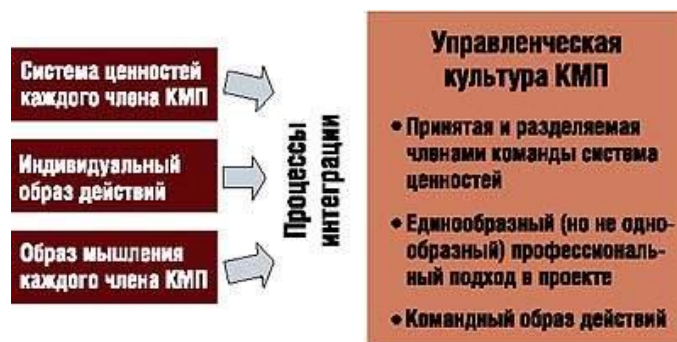 Система ценностей
каждого члена КМП
Индивидуальный
образ действий
Образ мышления
каждого члена КМП
Процессы
интеграции
Управленческая
культура КМП
• Принятая и разделяемая
членами команды система
ценностей
• Единообразный (но не одно-
образный) профессиональ-
ный подход в проекте
• Командный образ действий